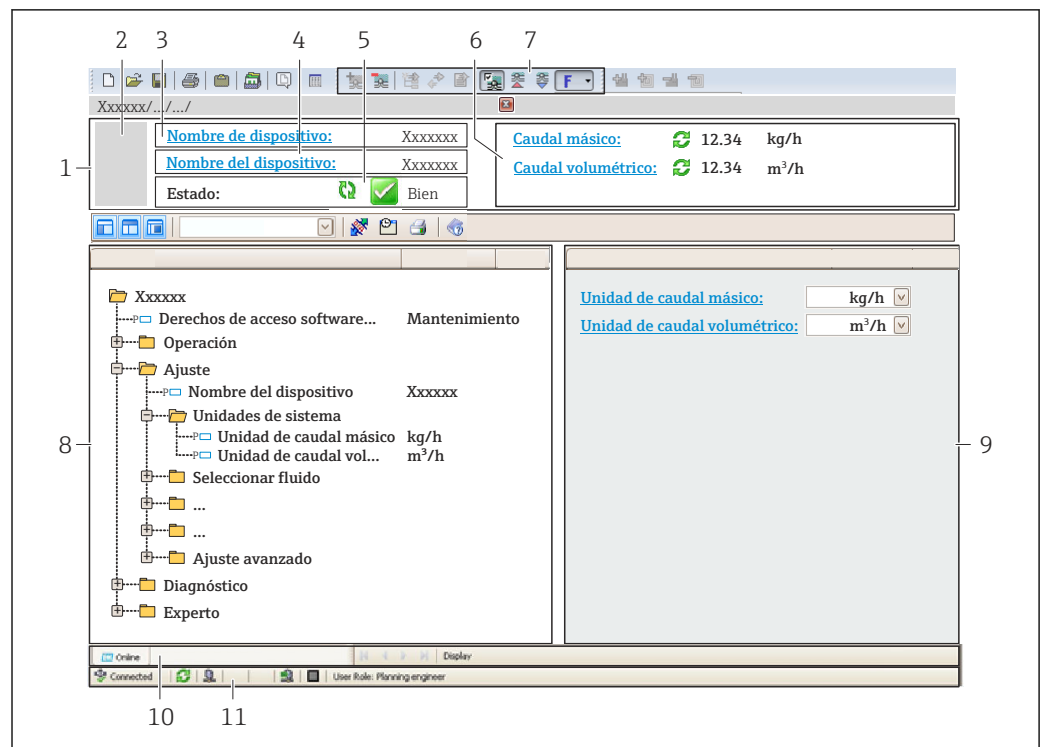 2 3 4 5 6 7
F
Xxxxxx/.../.../
1
Nombre de dispositivo: Xxxxxxx
Nombre del dispositivo: Xxxxxxx
Estado: Bien
Caudal másico: 12.34 kg/h
Caudal volumétrico: 12.34 m³/h
Xxxxxx
P Derechos de acceso software... Mantenimiento
Operación
Ajuste
P Nombre del dispositivo Xxxxxx
Unidades de sistema
P Unidad de caudal másico kg/h
P Unidad de caudal vol... m³/h
Seleccionar fluido
...
...
Ajuste avanzado
Diagnóstico
Experto
8
Unidad de caudal másico: kg/h
Unidad de caudal volumétrico: m³/h
9
Online Display
Connected User Role: Planning engineer
10 11